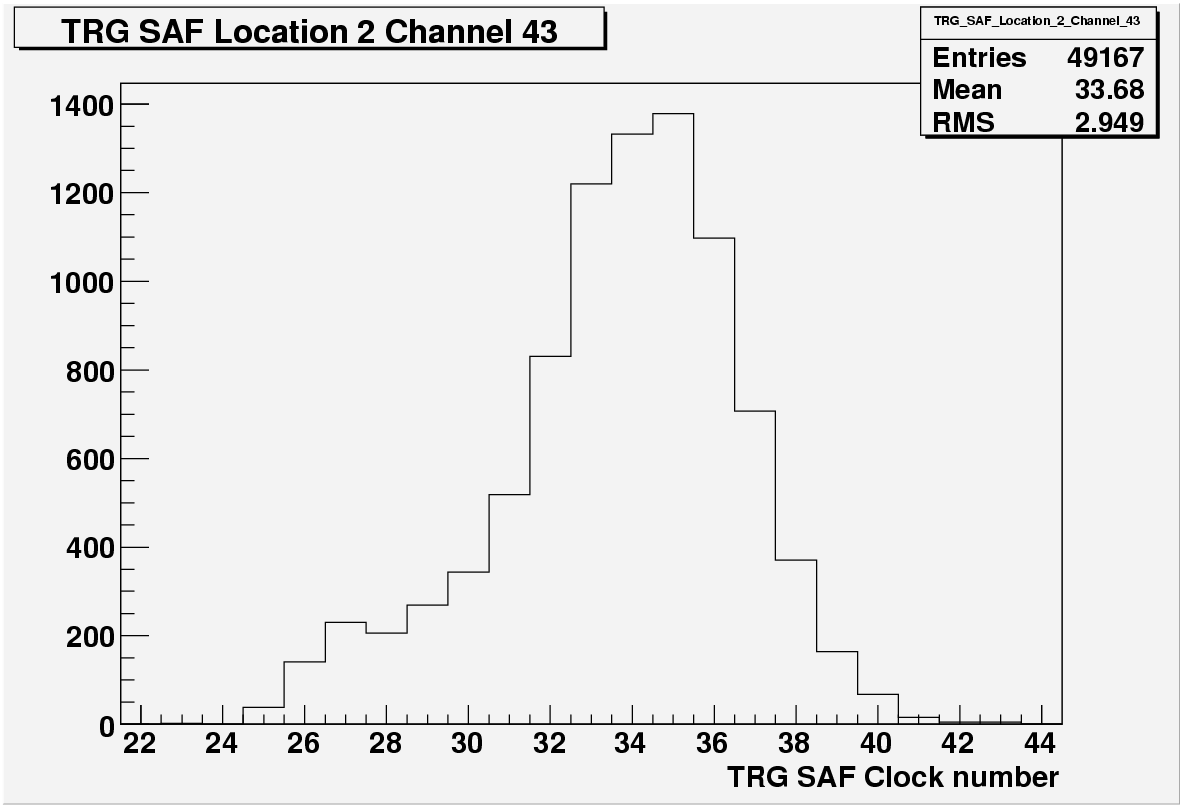 TRG SAF Location 2 Channel 43
TRG_SAF_Location_2_Channel_43
Entries 49167
Mean 33.68
RMS 2.949
1400
1200
1000
800
600
400
200
0
22 24 26 28 30 32 34 36 38 40 42 44
TRG SAF Clock number